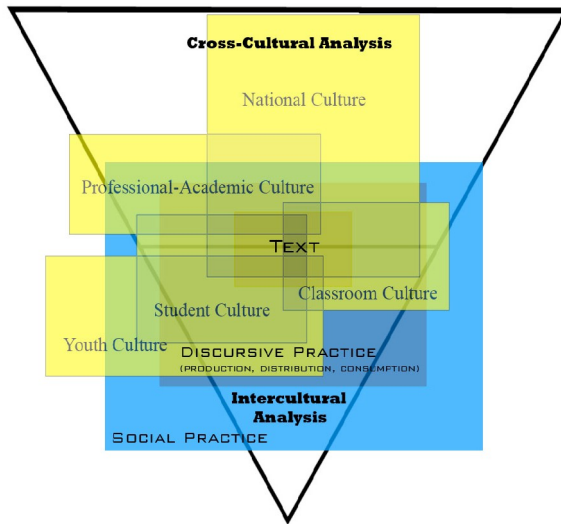 Cross-Cultural Analysis
National Culture
Professional-Academic Culture
TEXT
Classroom Culture
Student Culture
Youth Culture
DISCURSIVE PRACTICE
(PRODUCTION, DISTRIBUTION, CONSUMPTION)
Intercultural
Analysis
SOCIAL PRACTICE